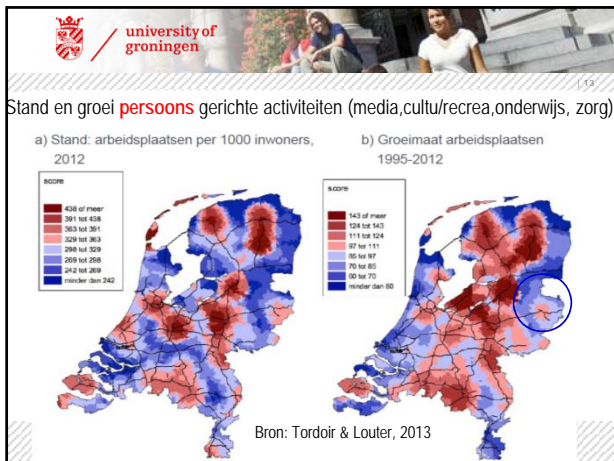 university of
groningen
| 13
Stand en groei persoons gerichte activiteiten (media,cultu/recrea,onderwijs, zorg)
a) Stand: arbeidsplaatsen per 1000 inwoners,
2012
b) Groeimaat arbeidsplaatsen
1995-2012
score
438 of meer
391 tot 438
363 tot 391
329 tot 363
298 tot 329
269 tot 298
242 tot 269
minder dan 242
score
143 of meer
124 tot 143
111 tot 124
97 tot 111
85 tot 97
70 tot 85
60 tot 70
minder dan 60
Bron: Tordoir & Louter, 2013